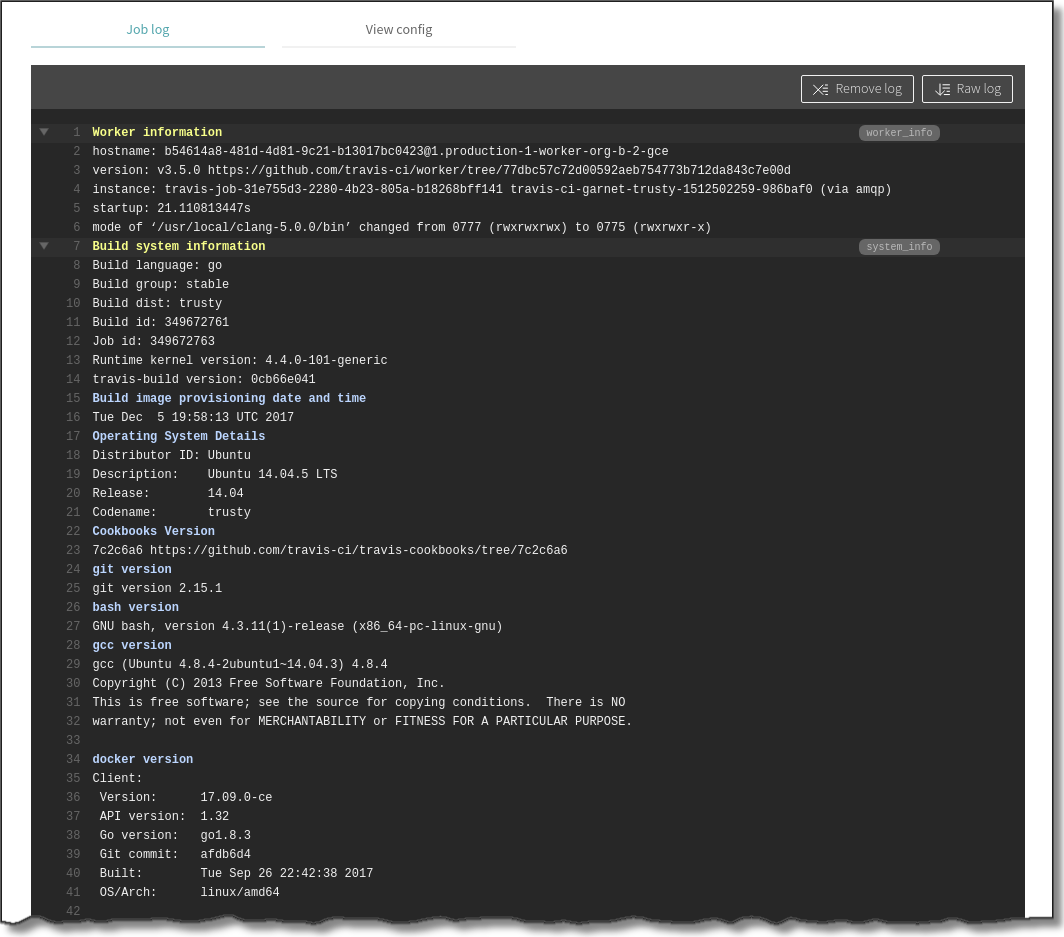 Job log
View config
Remove log
Raw log
1 Worker information worker_info
2 hostname: b54614a8-481d-4d81-9c21-b13017bc0423@1.production-1-worker-org-b-2-gce
3 version: v3.5.0 https://github.com/travis-ci/worker/tree/77dbc57c72d00592aeb754773b712da843c7e00d
4 instance: travis-job-31e755d3-2280-4b23-805a-b18268bff141 travis-ci-garnet-trusty-1512502259-986baf0 (via amqp)
5 startup: 21.110813447s
6 mode of ‘/usr/local/clang-5.0.0/bin’ changed from 0777 (rwxrwxrwx) to 0775 (rwxrwxr-x)
7 Build system information system_info
8 Build language: go
9 Build group: stable
10 Build dist: trusty
11 Build id: 349672761
12 Job id: 349672763
13 Runtime kernel version: 4.4.0-101-generic
14 travis-build version: 0cb66e041
15 Build image provisioning date and time
16 Tue Dec  5 19:58:13 UTC 2017
17 Operating System Details
18 Distributor ID: Ubuntu
19 Description:    Ubuntu 14.04.5 LTS
20 Release:        14.04
21 Codename:       trusty
22 Cookbooks Version
23 7c2c6a6 https://github.com/travis-ci/travis-cookbooks/tree/7c2c6a6
24 git version
25 git version 2.15.1
26 bash version
27 GNU bash, version 4.3.11(1)-release (x86_64-pc-linux-gnu)
28 gcc version
29 gcc (Ubuntu 4.8.4-2ubuntu1~14.04.3) 4.8.4
30 Copyright (C) 2013 Free Software Foundation, Inc.
31 This is free software; see the source for copying conditions.  There is NO
32 warranty; not even for MERCHANTABILITY or FITNESS FOR A PARTICULAR PURPOSE.
33
34 docker version
35 Client:
36  Version:      17.09.0-ce
37  API version:  1.32
38  Go version:   go1.8.3
39  Git commit:   afdb6d4
40  Built:        Tue Sep 26 22:42:38 2017
41  OS/Arch:      linux/amd64
42